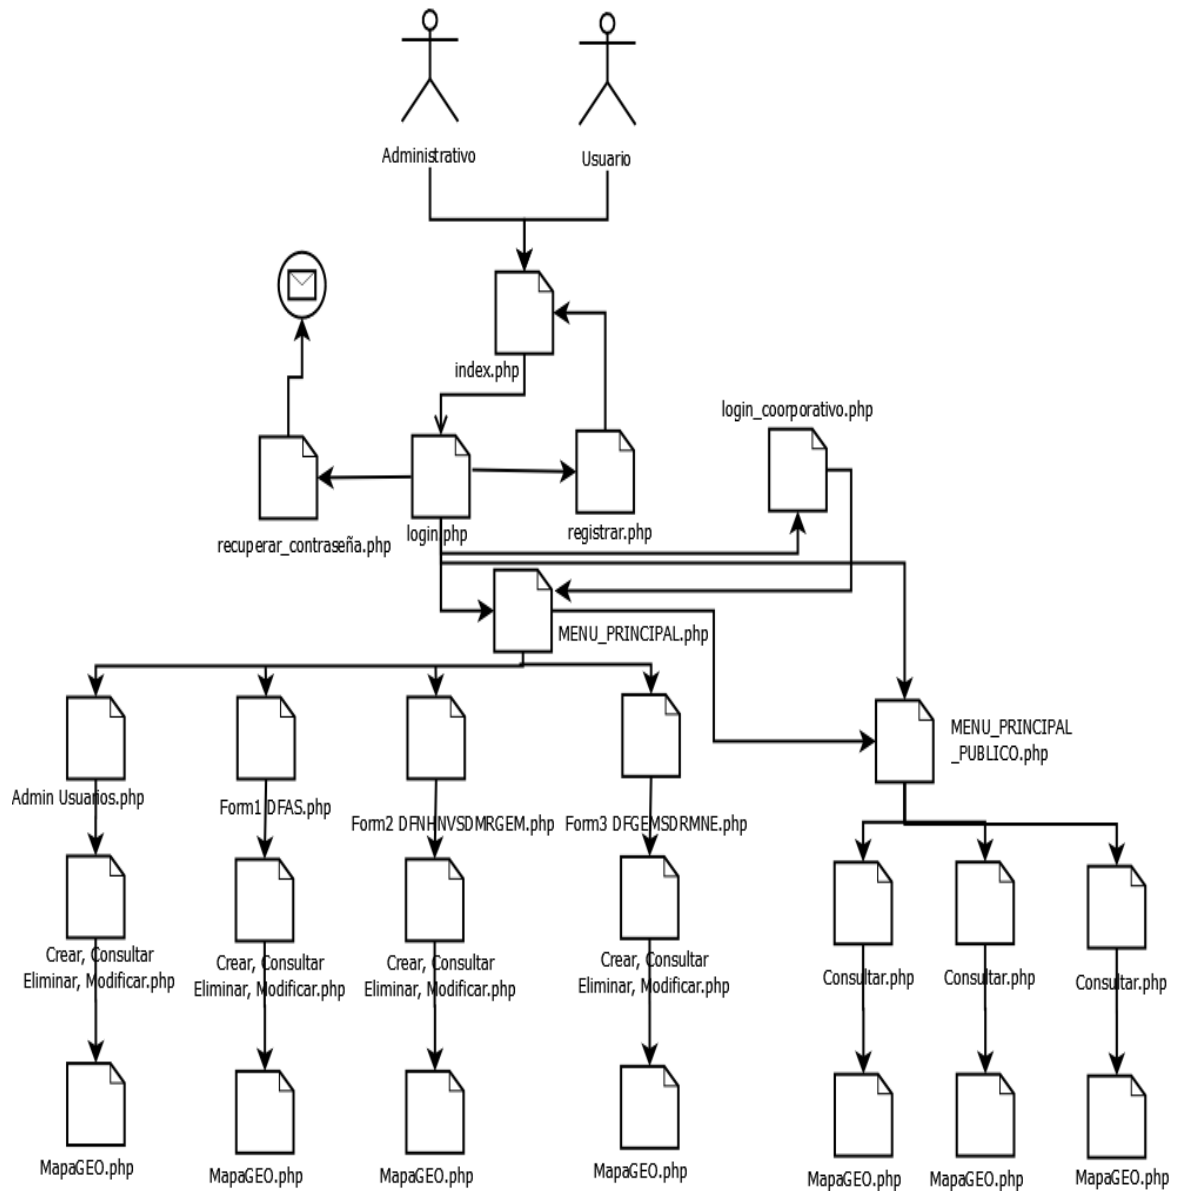 Administrativo
Usuario
index.php
login_coorporativo.php
recuperar_contraseña.php
login.php
registrar.php
MENU_PRINCIPAL.php
MENU_PRINCIPAL
_PUBLICO.php
Admin Usuarios.php
Form1 DFAS.php
Form2 DFNHNVSDMRGEM.php
Form3 DFGEMSDRMNE.php
Crear, Consultar
Eliminar, Modificar.php
Crear, Consultar
Eliminar, Modificar.php
Crear, Consultar
Eliminar, Modificar.php
Crear, Consultar
Eliminar, Modificar.php
Consultar.php
Consultar.php
Consultar.php
MapaGEO.php
MapaGEO.php
MapaGEO.php
MapaGEO.php
MapaGEO.php
MapaGEO.php
MapaGEO.php